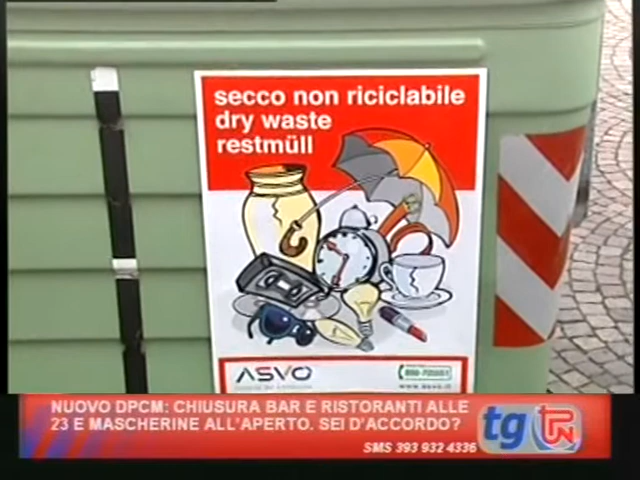 secco non riciclabile
dry waste
restmüll
ASVO
www.asvo.it
NUOVO DPCM: CHIUSURA BAR E RISTORANTI ALLE
23 E MASCHERINE ALL'APERTO. SEI D'ACCORDO?
SMS 393 932 4336
tg TPN